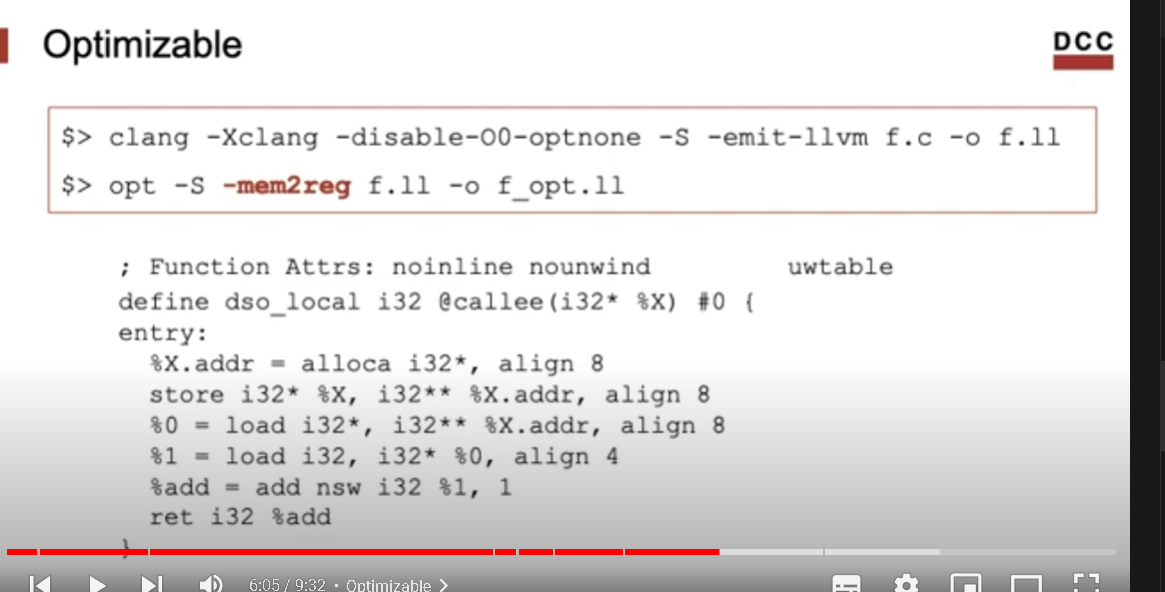 Optimizable
DCC
$> clang -Xclang -disable-O0-optnone -S -emit-llvm f.c -o f.ll
$> opt -S -mem2reg f.ll -o f_opt.ll
; Function Attrs: noinline nounwind uwtable
define dso_local i32 @callee(i32* %X) #0 {
entry:
%X.addr = alloca i32*, align 8
store i32* %X, i32** %X.addr, align 8
%0 = load i32*, i32** %X.addr, align 8
%1 = load i32, i32* %0, align 4
%add = add nsw i32 %1, 1
ret i32 %add
}
6:05 / 9:32 • Optimizable >